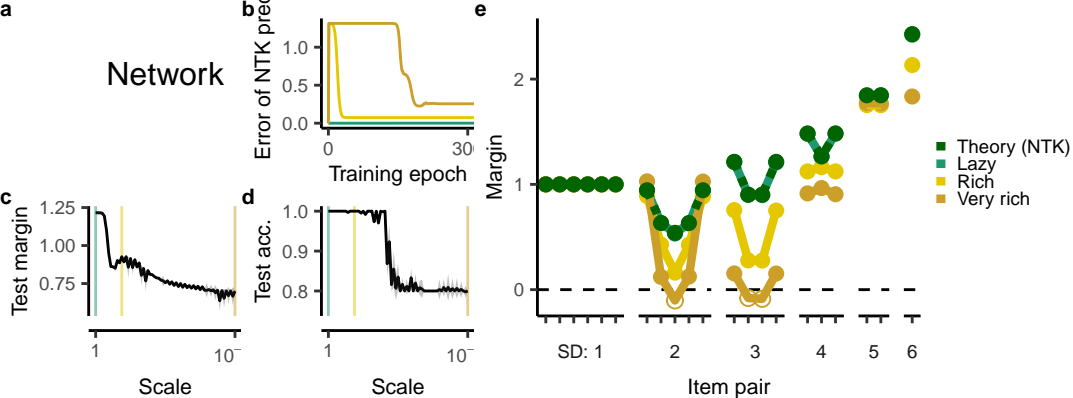 a
Network
b
Error of NTK prec
1.0
0.5
0.0
0
30
Training epoch
c
Test margin
1.25
1.00
0.75
1
10⁻
Scale
d
Test acc.
1.0
0.9
0.8
1
10⁻
Scale
e
Margin
2
1
0
SD: 1
2
3
4
5
6
Item pair
Theory (NTK)
Lazy
Rich
Very rich